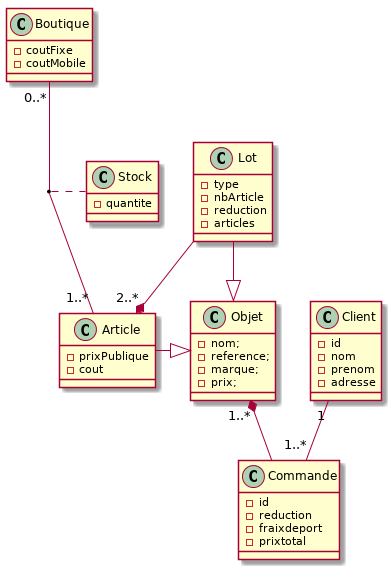 C Boutique
coutFixe
coutMobile
0..*
C Stock
quantite
C Lot
type
nbArticle
reduction
articles
1..*
2..*
C Article
prixPublique
cout
C Objet
nom;
reference;
marque;
prix;
C Client
id
nom
prenom
adresse
1..*
1
1..*
C Commande
id
reduction
fraixdeport
prixtotal